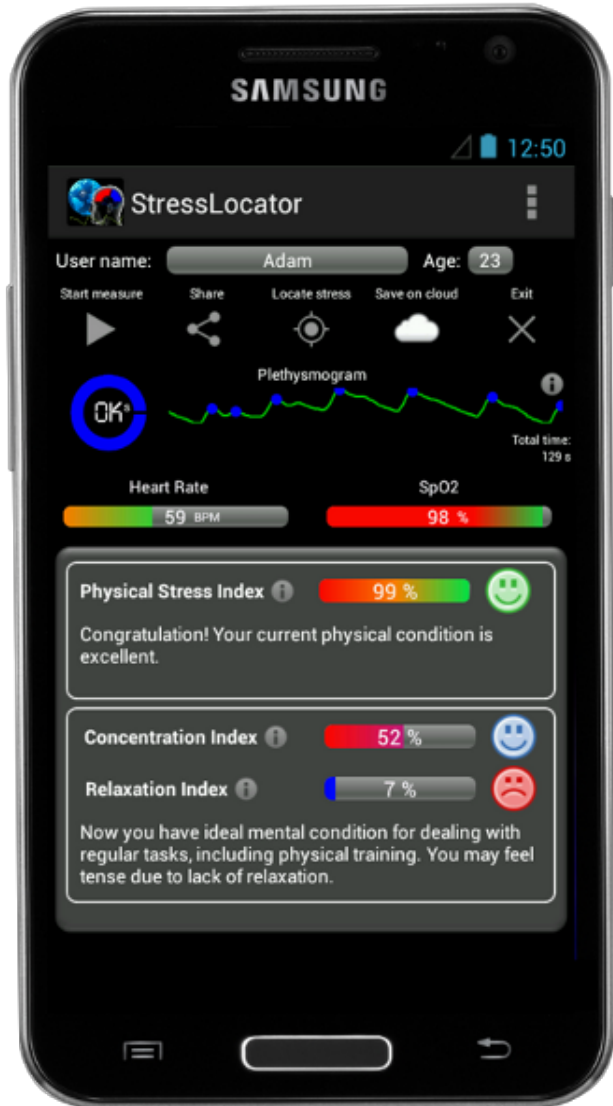 SAMSUNG
12:50
StressLocator
User name: Adam Age: 23
Start measure Share Locate stress Save on cloud Exit
Plethysmogram
OK s
Total time:
129 s
Heart Rate SpO2
59 BPM 98 %
Physical Stress Index 99 %
Congratulation! Your current physical condition is
excellent.
Concentration Index 52 %
Relaxation Index 7 %
Now you have ideal mental condition for dealing with
regular tasks, including physical training. You may feel
tense due to lack of relaxation.